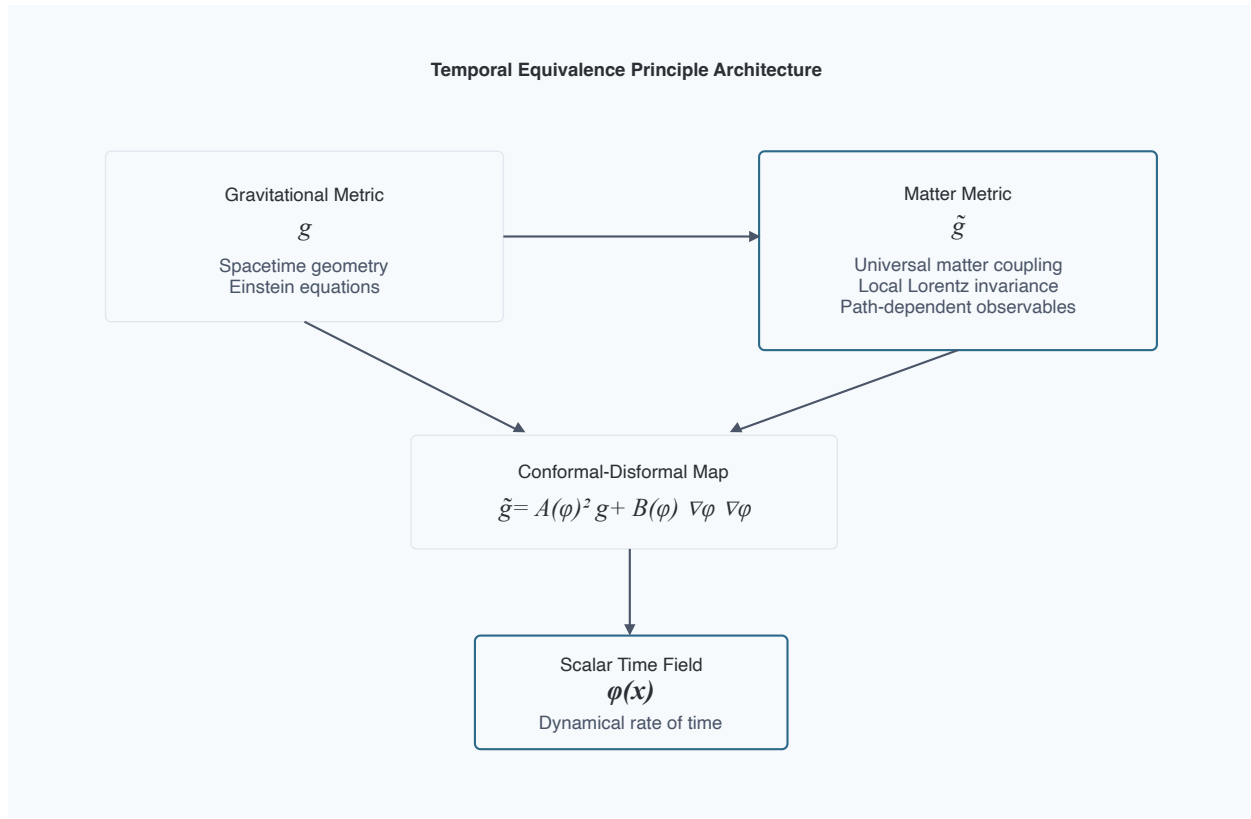 Temporal Equivalence Principle Architecture
Gravitational Metric
g
Spacetime geometry
Einstein equations
Matter Metric
g̃
Universal matter coupling
Local Lorentz invariance
Path-dependent observables
Conformal-Disformal Map
g̃= A(φ)² g+ B(φ) ∇φ ∇φ
Scalar Time Field
φ(x)
Dynamical rate of time